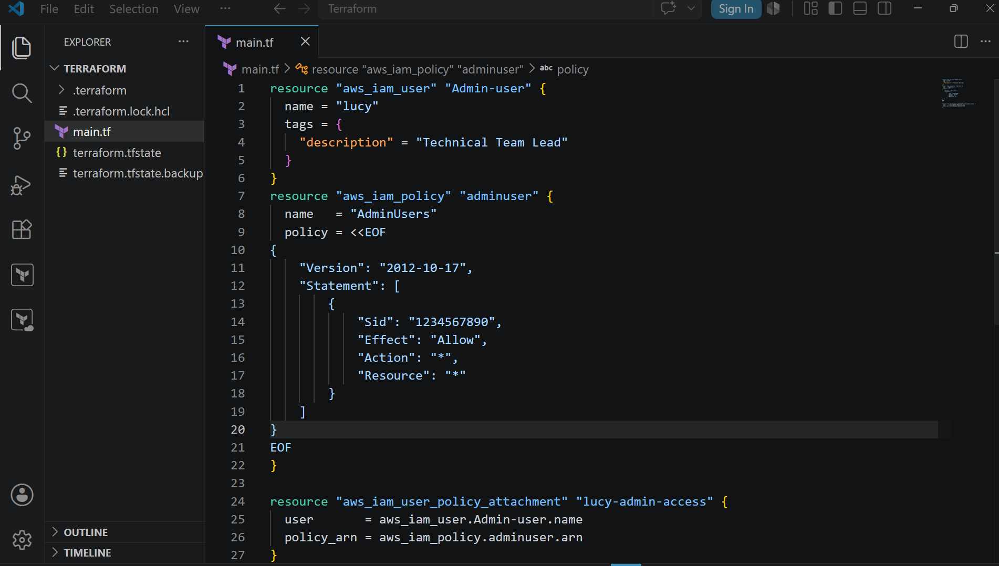 File Edit Selection View ··· Terraform Sign In
EXPLORER ···
TERRAFORM
.terraform
.terraform.lock.hcl
main.tf
{} terraform.tfstate
terraform.tfstate.backup
OUTLINE
TIMELINE
main.tf
main.tf > resource "aws_iam_policy" "adminuser" > abc policy
1 resource "aws_iam_user" "Admin-user" {
2   name = "lucy"
3   tags = {
4     "description" = "Technical Team Lead"
5   }
6 }
7 resource "aws_iam_policy" "adminuser" {
8   name   = "AdminUsers"
9   policy = <<EOF
10 {
11     "Version": "2012-10-17",
12     "Statement": [
13         {
14             "Sid": "1234567890",
15             "Effect": "Allow",
16             "Action": "*",
17             "Resource": "*"
18         }
19     ]
20 }
21 EOF
22 }
23
24 resource "aws_iam_user_policy_attachment" "lucy-admin-access" {
25   user       = aws_iam_user.Admin-user.name
26   policy_arn = aws_iam_policy.adminuser.arn
27 }